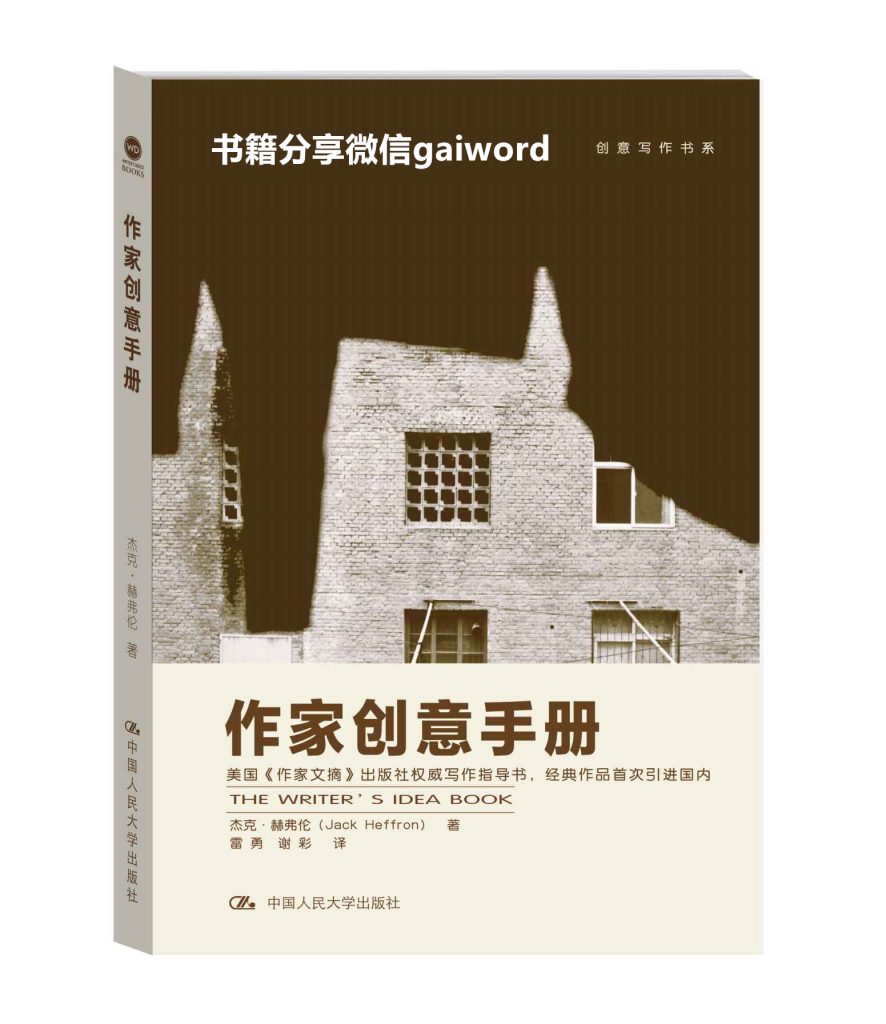 书籍分享微信gaiword
创意写作书系
WD
BOOKS
作家创意手册
杰克·赫弗伦 著
中国人民大学出版社
作家创意手册
美国《作家文摘》出版社权威写作指导书，经典作品首次引进国内
THE WRITER'S IDEA BOOK
杰克·赫弗伦（Jack Heffron） 著
雷勇 谢彩 译
中国人民大学出版社